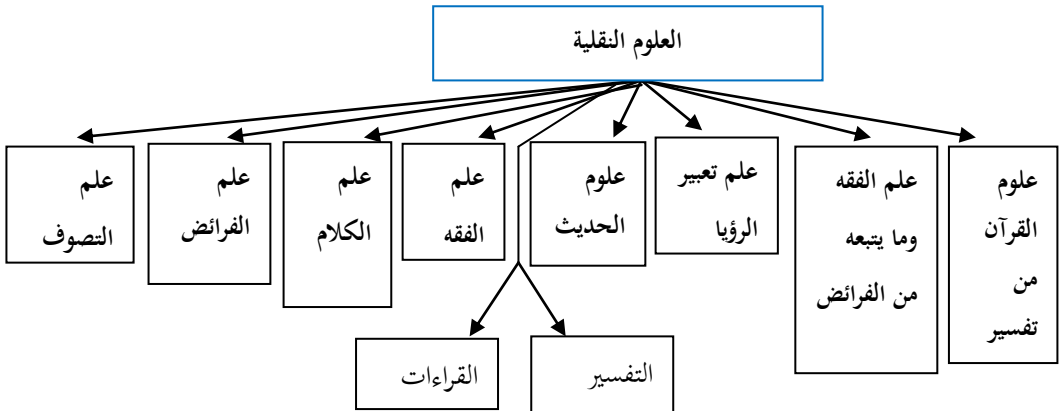 العلوم النقلية
علوم
القرآن
من
تفسير
علم الفقه
وما يتبعه
من الفرائض
علم تعبير
الرؤيا
علوم
الحديث
علم
الفقه
علم
الكلام
علم
الفرائض
علم
التصوف
التفسير
القراءات